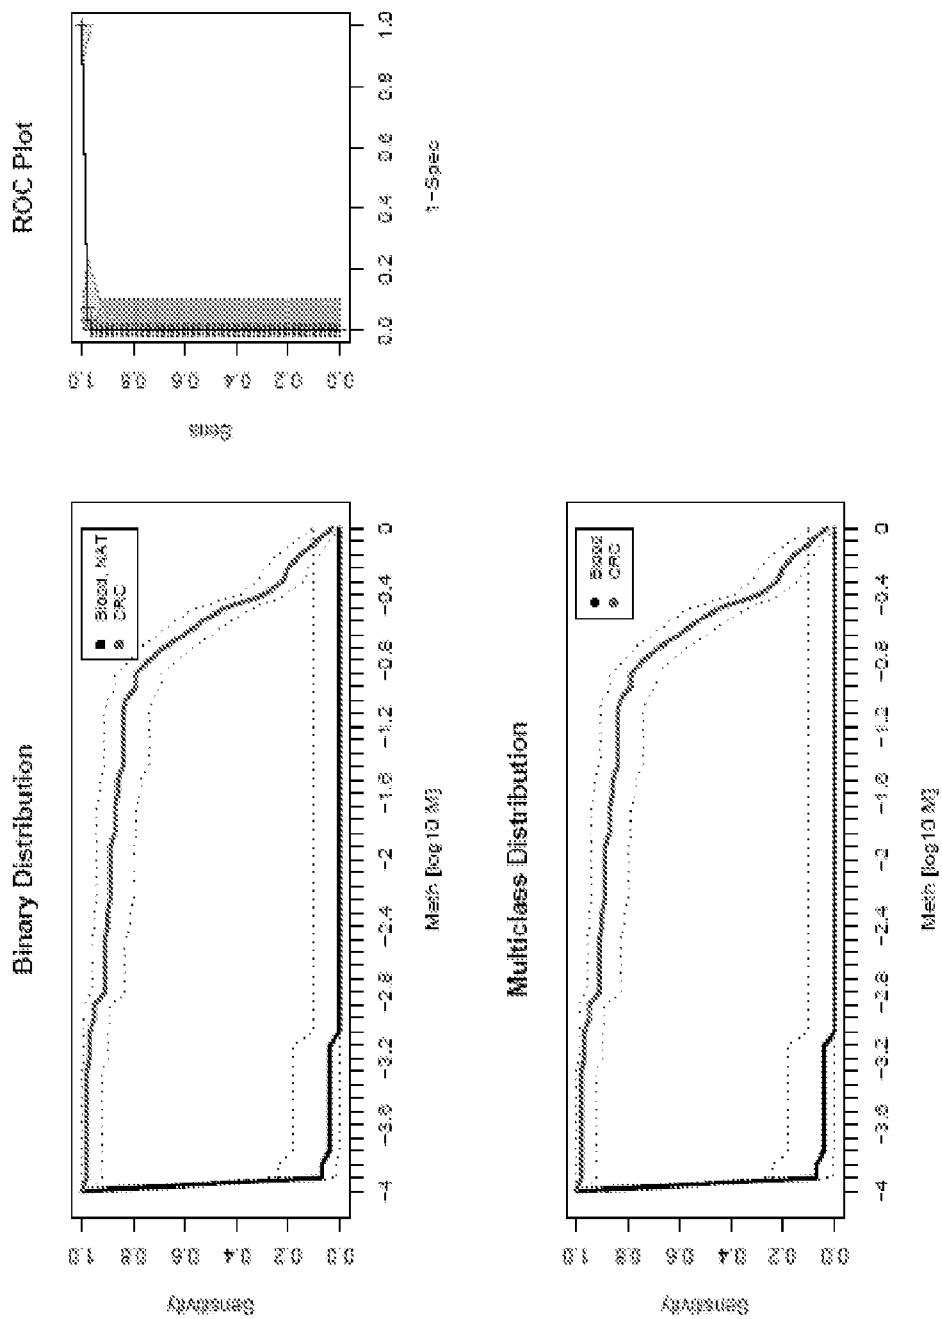 Binary Distribution
Sensitivity
1.0 0.8 0.6 0.4 0.2 0.0
Blood, NAT
CRC
-4 -3.6 -3.2 -2.8 -2.4 -2 -1.6 -1.2 -0.8 -0.4 0
Meth [log10 M]
ROC Plot
Sens
1.0 0.8 0.6 0.4 0.2 0.0
0.0 0.2 0.4 0.6 0.8 1.0
1-Spec
Multiclass Distribution
Sensitivity
1.0 0.8 0.6 0.4 0.2 0.0
Blood
CRC
-4 -3.6 -3.2 -2.8 -2.4 -2 -1.6 -1.2 -0.8 -0.4 0
Meth [log10 M]